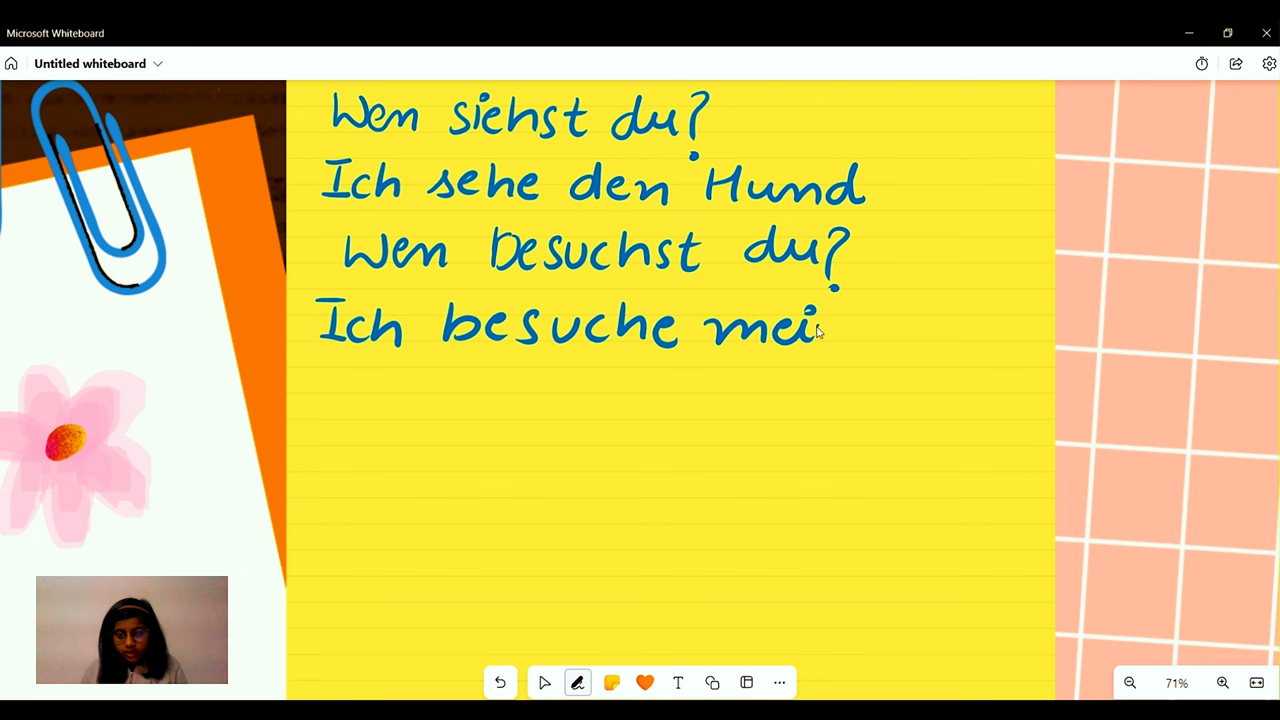 Microsoft Whiteboard
Untitled whiteboard
Wen siehst du?
Ich sehe den Hund
Wen besuchst du?
Ich besuche mei
T
71%